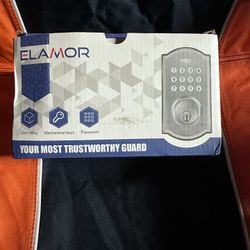 ELAMOR
Zinc Alloy
Mechanical keys
Password
YOUR MOST TRUSTWORTHY GUARD